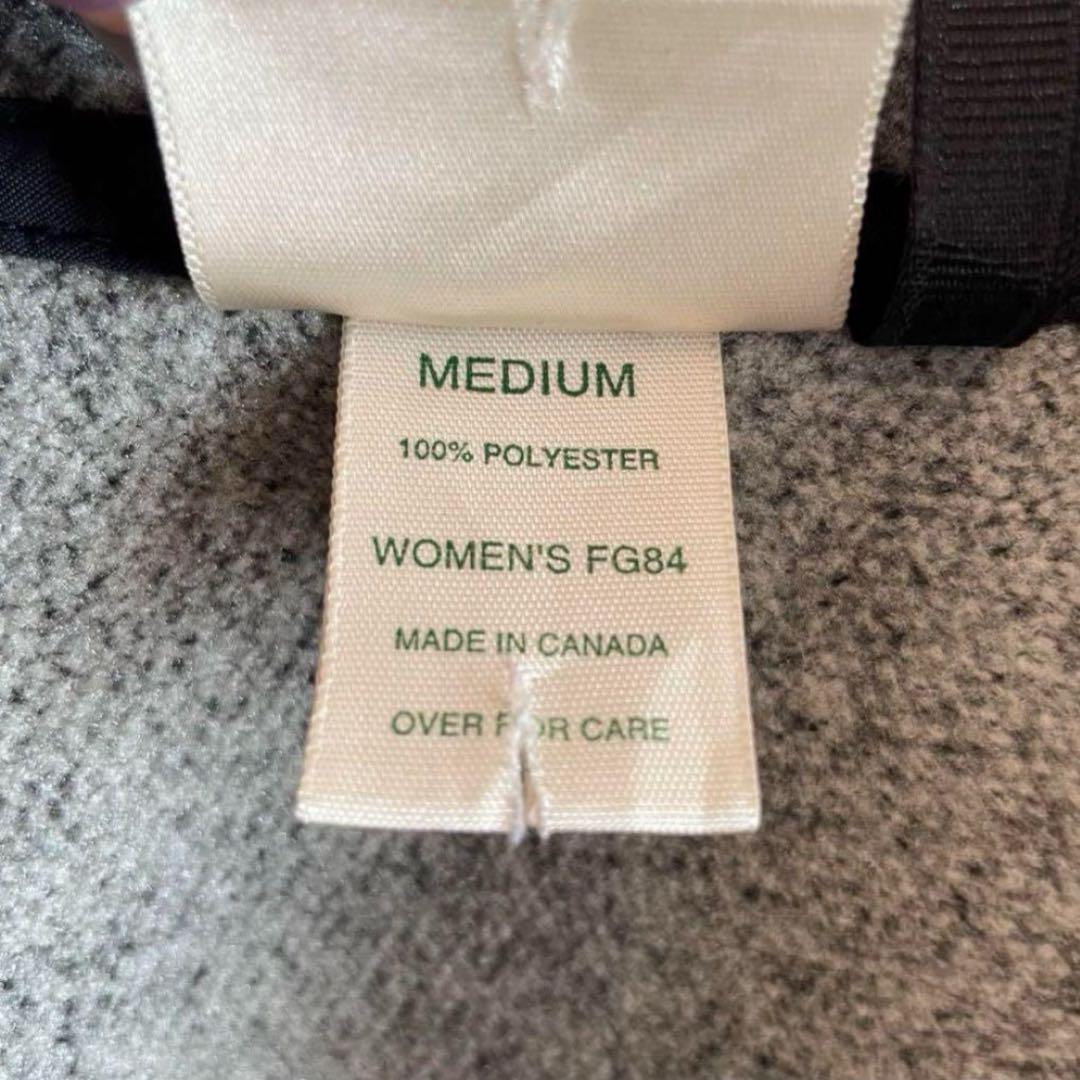 MEDIUM
100% POLYESTER
WOMEN'S FG84
MADE IN CANADA
OVER FOR CARE